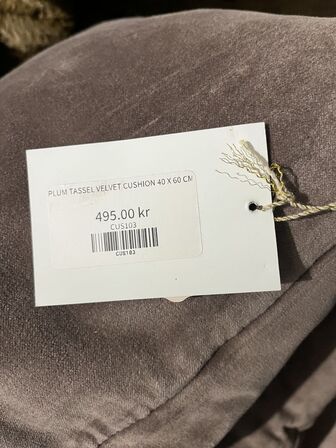 PLUM TASSEL VELVET CUSHION 40 X 60 CM
495.00 kr
CUS103
CUS103